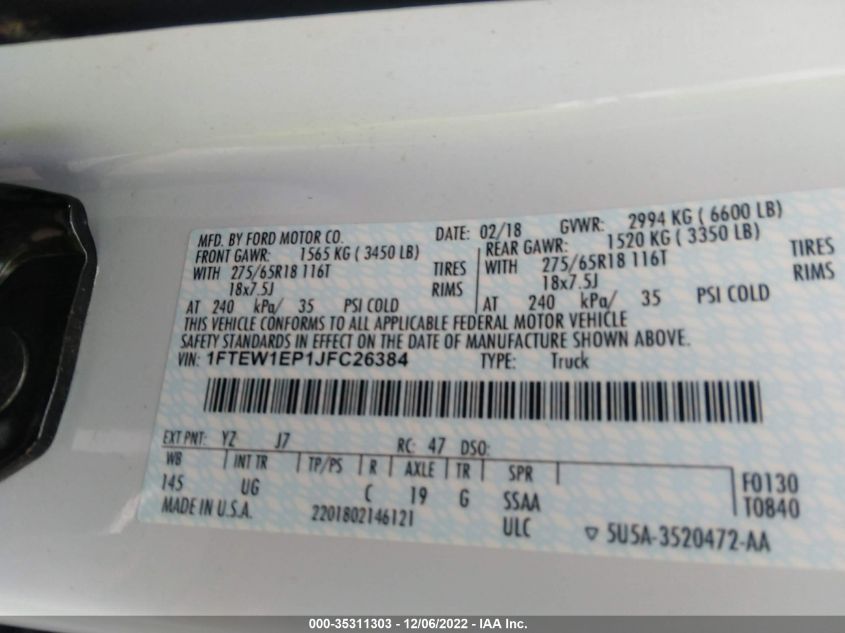 MFD. BY FORD MOTOR CO. DATE: 02/18 GVWR: 2994 KG ( 6600 LB)
FRONT GAWR: 1565 KG ( 3450 LB) REAR GAWR: 1520 KG ( 3350 LB)
WITH 275/65R18 116T TIRES WITH 275/65R18 116T TIRES
18x7.5J RIMS 18x7.5J RIMS
AT 240 kPa/ 35 PSI COLD AT 240 kPa/ 35 PSI COLD
THIS VEHICLE CONFORMS TO ALL APPLICABLE FEDERAL MOTOR VEHICLE
SAFETY STANDARDS IN EFFECT ON THE DATE OF MANUFACTURE SHOWN ABOVE.
VIN: 1FTEW1EP1JFC26384 TYPE: Truck
EXT PNT: YZ J7 RC: 47 DSO:
WB INT TR TP/PS R AXLE TR SPR F0130
145 UG C 19 G SSAA T0840
MADE IN U.S.A. 2201802146121 ULC ▽ 5U5A-3520472-AA
000-35311303 - 12/06/2022 - IAA Inc.